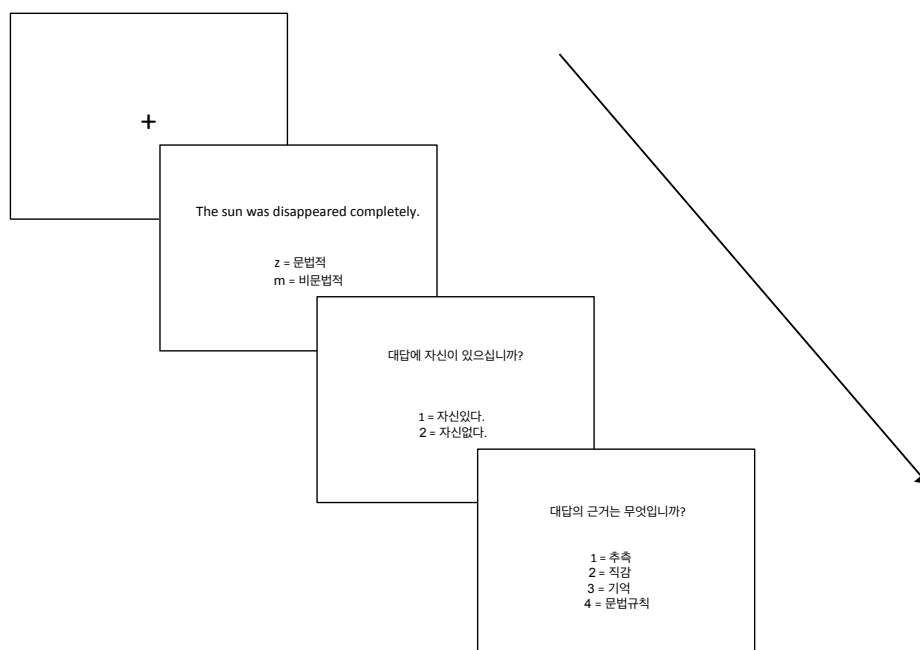 +
The sun was disappeared completely.
z = 문법적
m = 비문법적
대답에 자신이 있으십니까?
1 = 자신있다.
2 = 자신없다.
대답의 근거는 무엇입니까?
1 = 추측
2 = 직감
3 = 기억
4 = 문법규칙